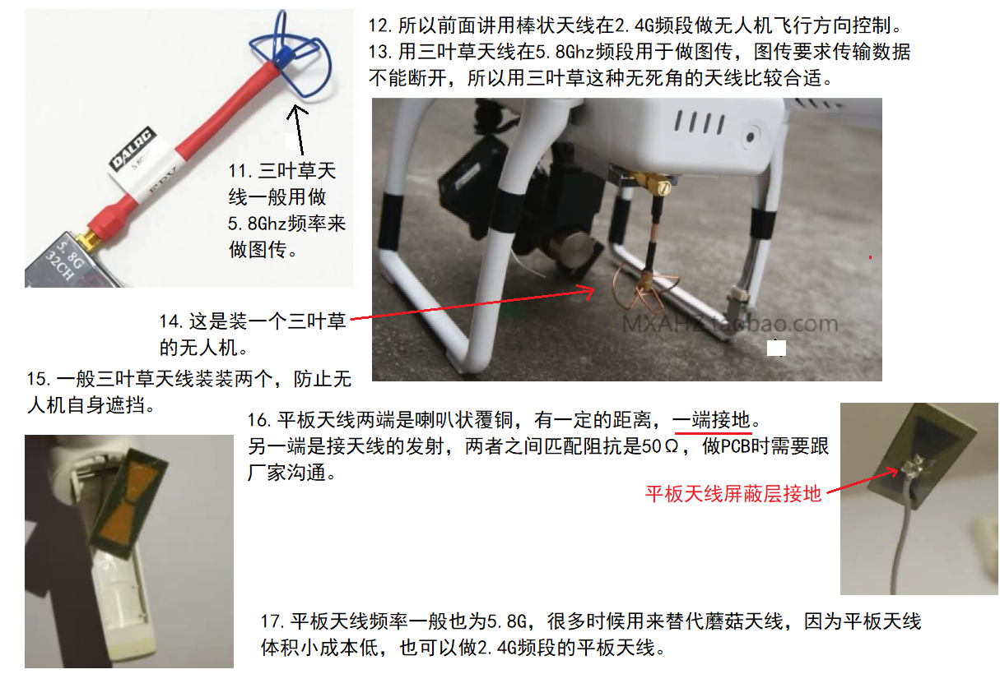 12.所以前面讲用棒状天线在2.4G频段做无人机飞行方向控制。
13.用三叶草天线在5.8Ghz频段用于做图传，图传要求传输数据
不能断开，所以用三叶草这种无死角的天线比较合适。
DALRC
5.8G
FPV
5.8G
32CH
11.三叶草天
线一般用做
5.8Ghz频率来
做图传。
MXAHZ.taobao.com
14.这是装一个三叶草
的无人机。
15.一般三叶草天线装装两个，防止无
人机自身遮挡。
16.平板天线两端是喇叭状覆铜，有一定的距离，一端接地。
另一端是接天线的发射，两者之间匹配阻抗是50Ω，做PCB时需要跟
厂家沟通。
平板天线屏蔽层接地
17.平板天线频率一般也为5.8G，很多时候用来替代蘑菇天线，因为平板天线
体积小成本低，也可以做2.4G频段的平板天线。